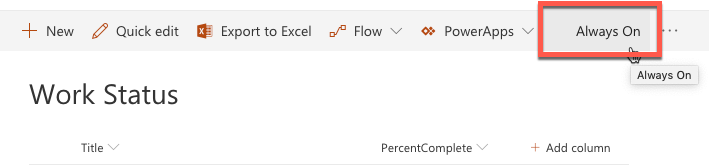 New Quick edit Export to Excel Flow PowerApps Always On ...
Always On
Work Status
Title PercentComplete + Add column